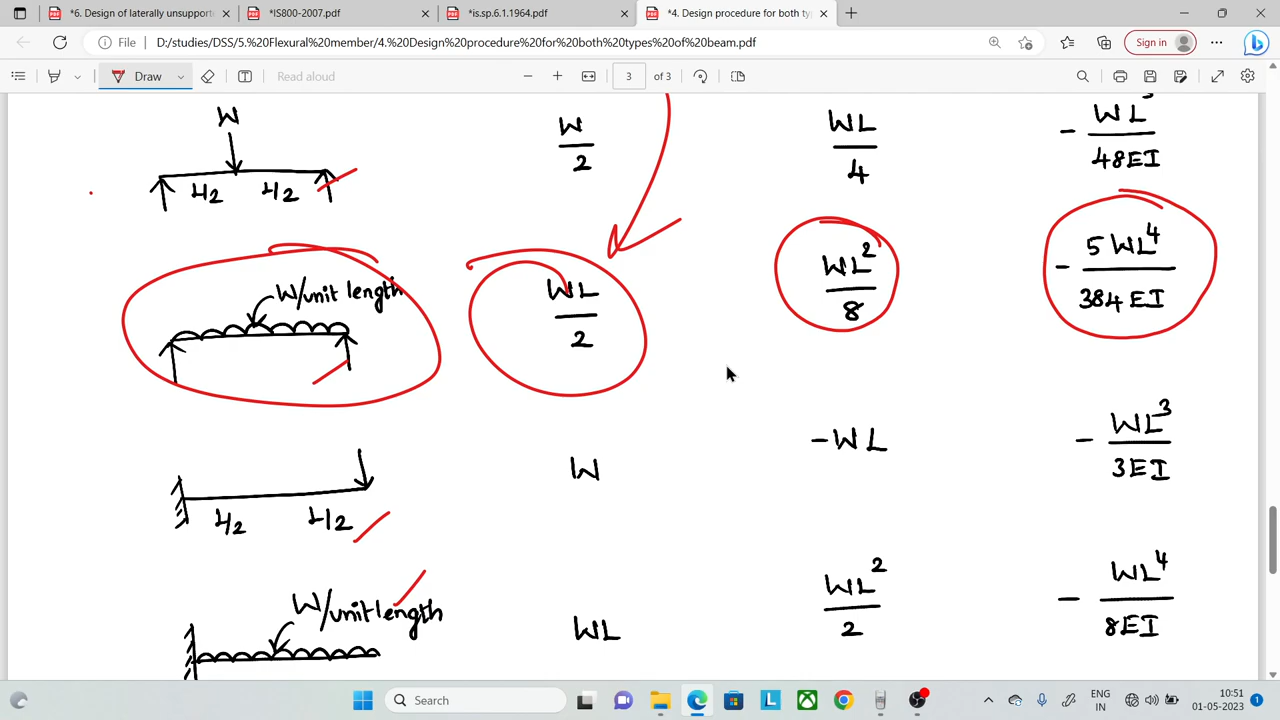 *6. Design of laterally unsupport
*IS800-2007.pdf
*is.sp.6.1.1964.pdf
*4. Design procedure for both typ
File
D:/studies/DSS/5.%20Flexural%20member/4.%20Design%20procedure%20for%20both%20types%20of%20beam.pdf
Sign in
Draw
Read aloud
3
of 3
W
L/2 L/2
W/2
WL/4
- WL³/48EI
W/unit length
WL/2
WL²/8
- 5WL⁴/384EI
L/2 L/2
W
-WL
- WL³/3EI
W/unit length
WL
WL²/2
- WL⁴/8EI
Search
ENG
IN
10:51
01-05-2023
1